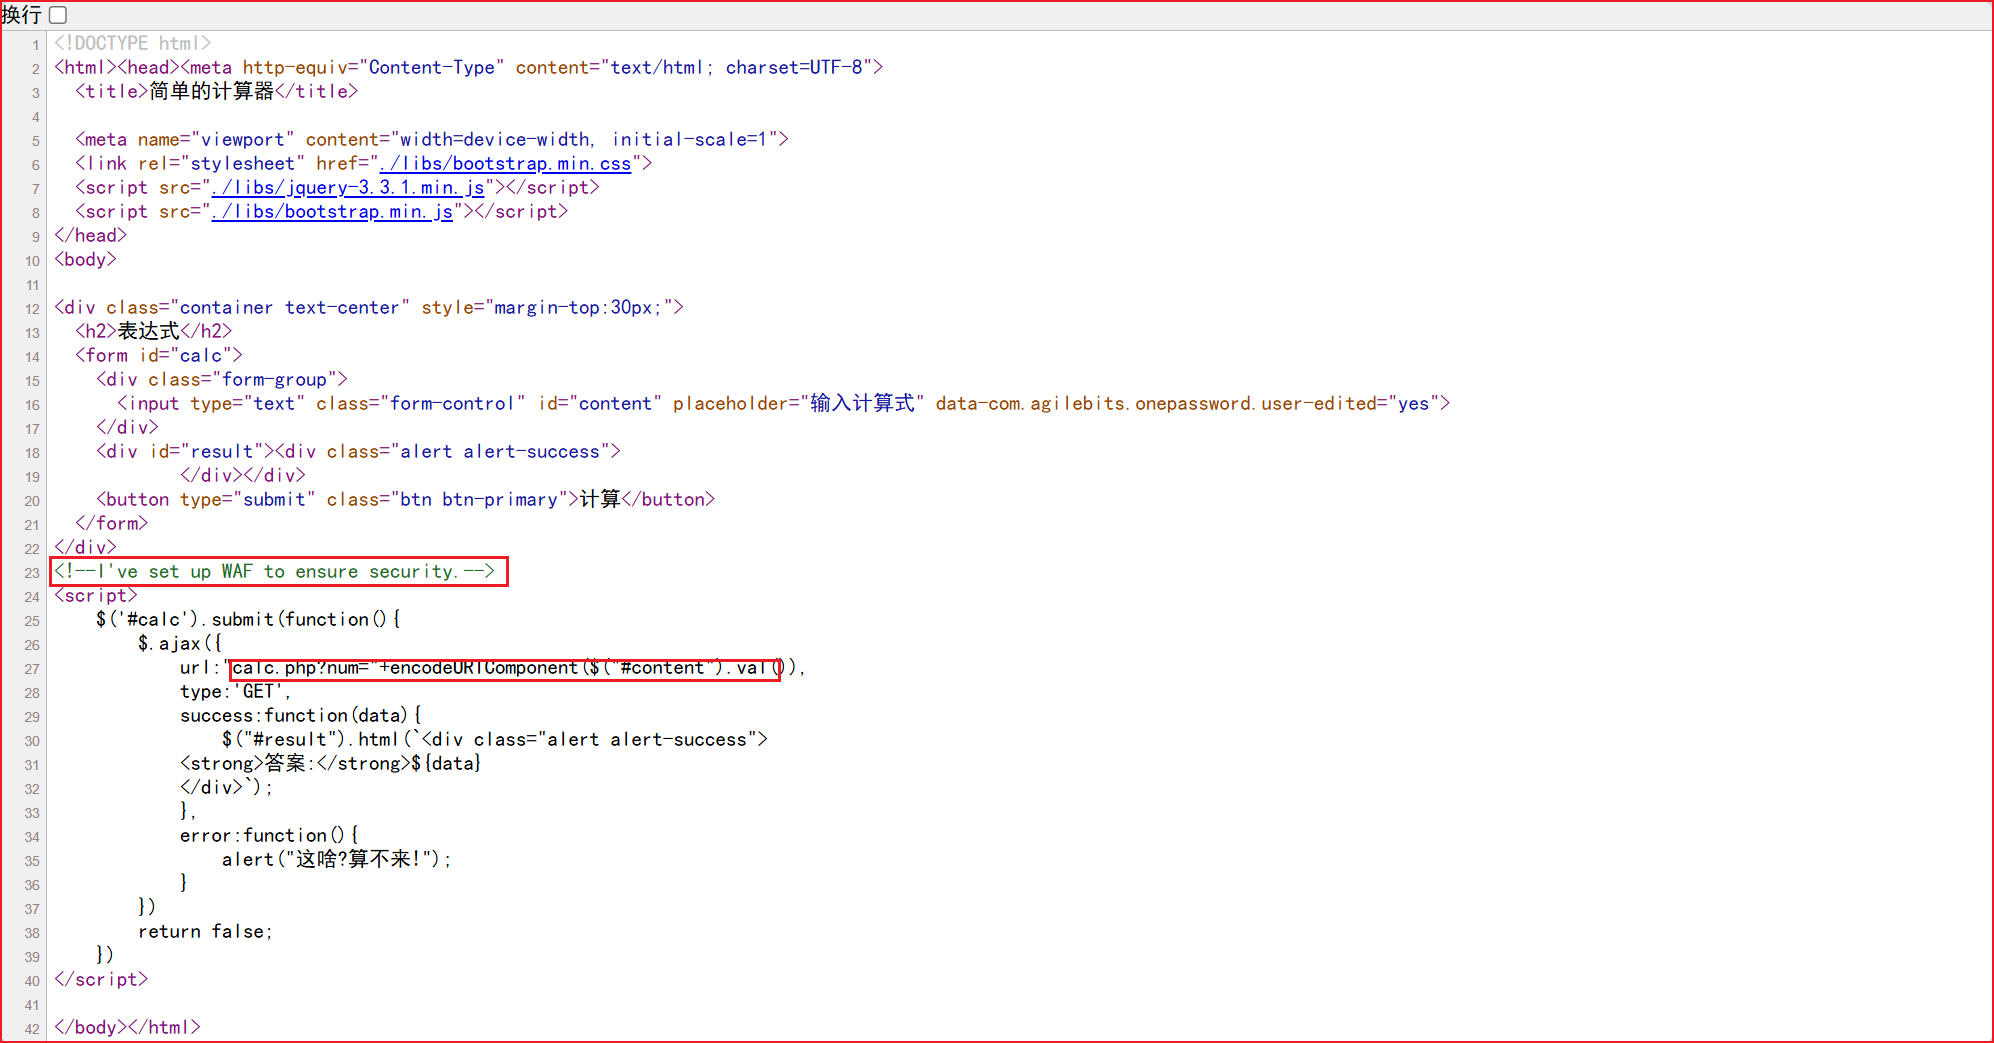 换行
1 <!DOCTYPE html>
2 <html><head><meta http-equiv="Content-Type" content="text/html; charset=UTF-8">
3   <title>简单的计算器</title>
4
5   <meta name="viewport" content="width=device-width, initial-scale=1">
6   <link rel="stylesheet" href="./libs/bootstrap.min.css">
7   <script src="./libs/jquery-3.3.1.min.js"></script>
8   <script src="./libs/bootstrap.min.js"></script>
9 </head>
10 <body>
11
12 <div class="container text-center" style="margin-top:30px;">
13   <h2>表达式</h2>
14   <form id="calc">
15     <div class="form-group">
16       <input type="text" class="form-control" id="content" placeholder="输入计算式" data-com.agilebits.onepassword.user-edited="yes">
17     </div>
18     <div id="result"><div class="alert alert-success">
19             </div></div>
20     <button type="submit" class="btn btn-primary">计算</button>
21   </form>
22 </div>
23 <!--I've set up WAF to ensure security.-->
24 <script>
25     $('#calc').submit(function(){
26         $.ajax({
27             url:"calc.php?num="+encodeURIComponent($("#content").val()),
28             type:'GET',
29             success:function(data){
30                 $("#result").html(`<div class="alert alert-success">
31             <strong>答案:</strong>${data}
32             </div>`);
33             },
34             error:function(){
35                 alert("这啥?算不来!");
36             }
37         })
38         return false;
39     })
40 </script>
41
42 </body></html>